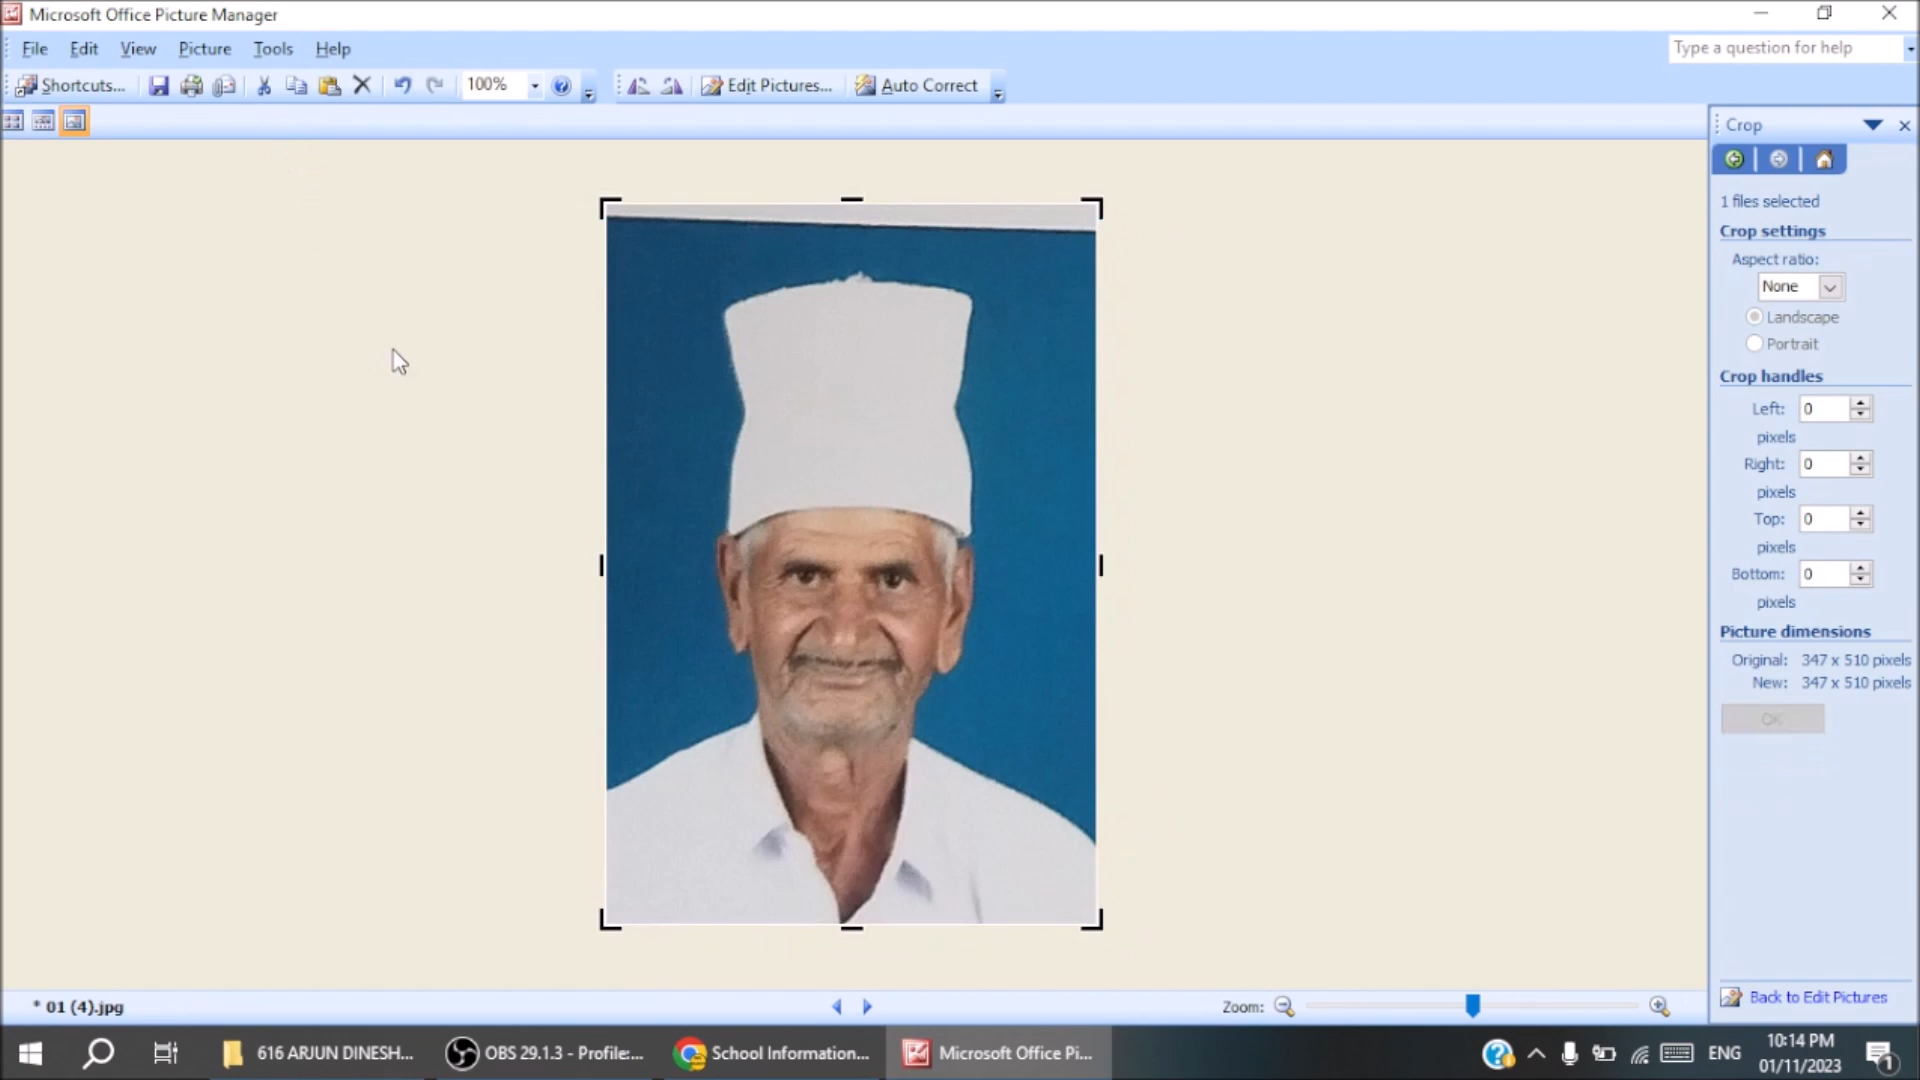 Microsoft Office Picture Manager
File Edit View Picture Tools Help
Type a question for help
Shortcuts... 100% Edit Pictures... Auto Correct
Crop
1 files selected
Crop settings
Aspect ratio:
None
Landscape
Portrait
Crop handles
Left: 0
pixels
Right: 0
pixels
Top: 0
pixels
Bottom: 0
pixels
Picture dimensions
Original: 347 x 510 pixels
New: 347 x 510 pixels
OK
Back to Edit Pictures
* 01 (4).jpg
Zoom:
616 ARJUN DINESH...
OBS 29.1.3 - Profile:...
School Information...
Microsoft Office Pi...
ENG
10:14 PM
01/11/2023
1